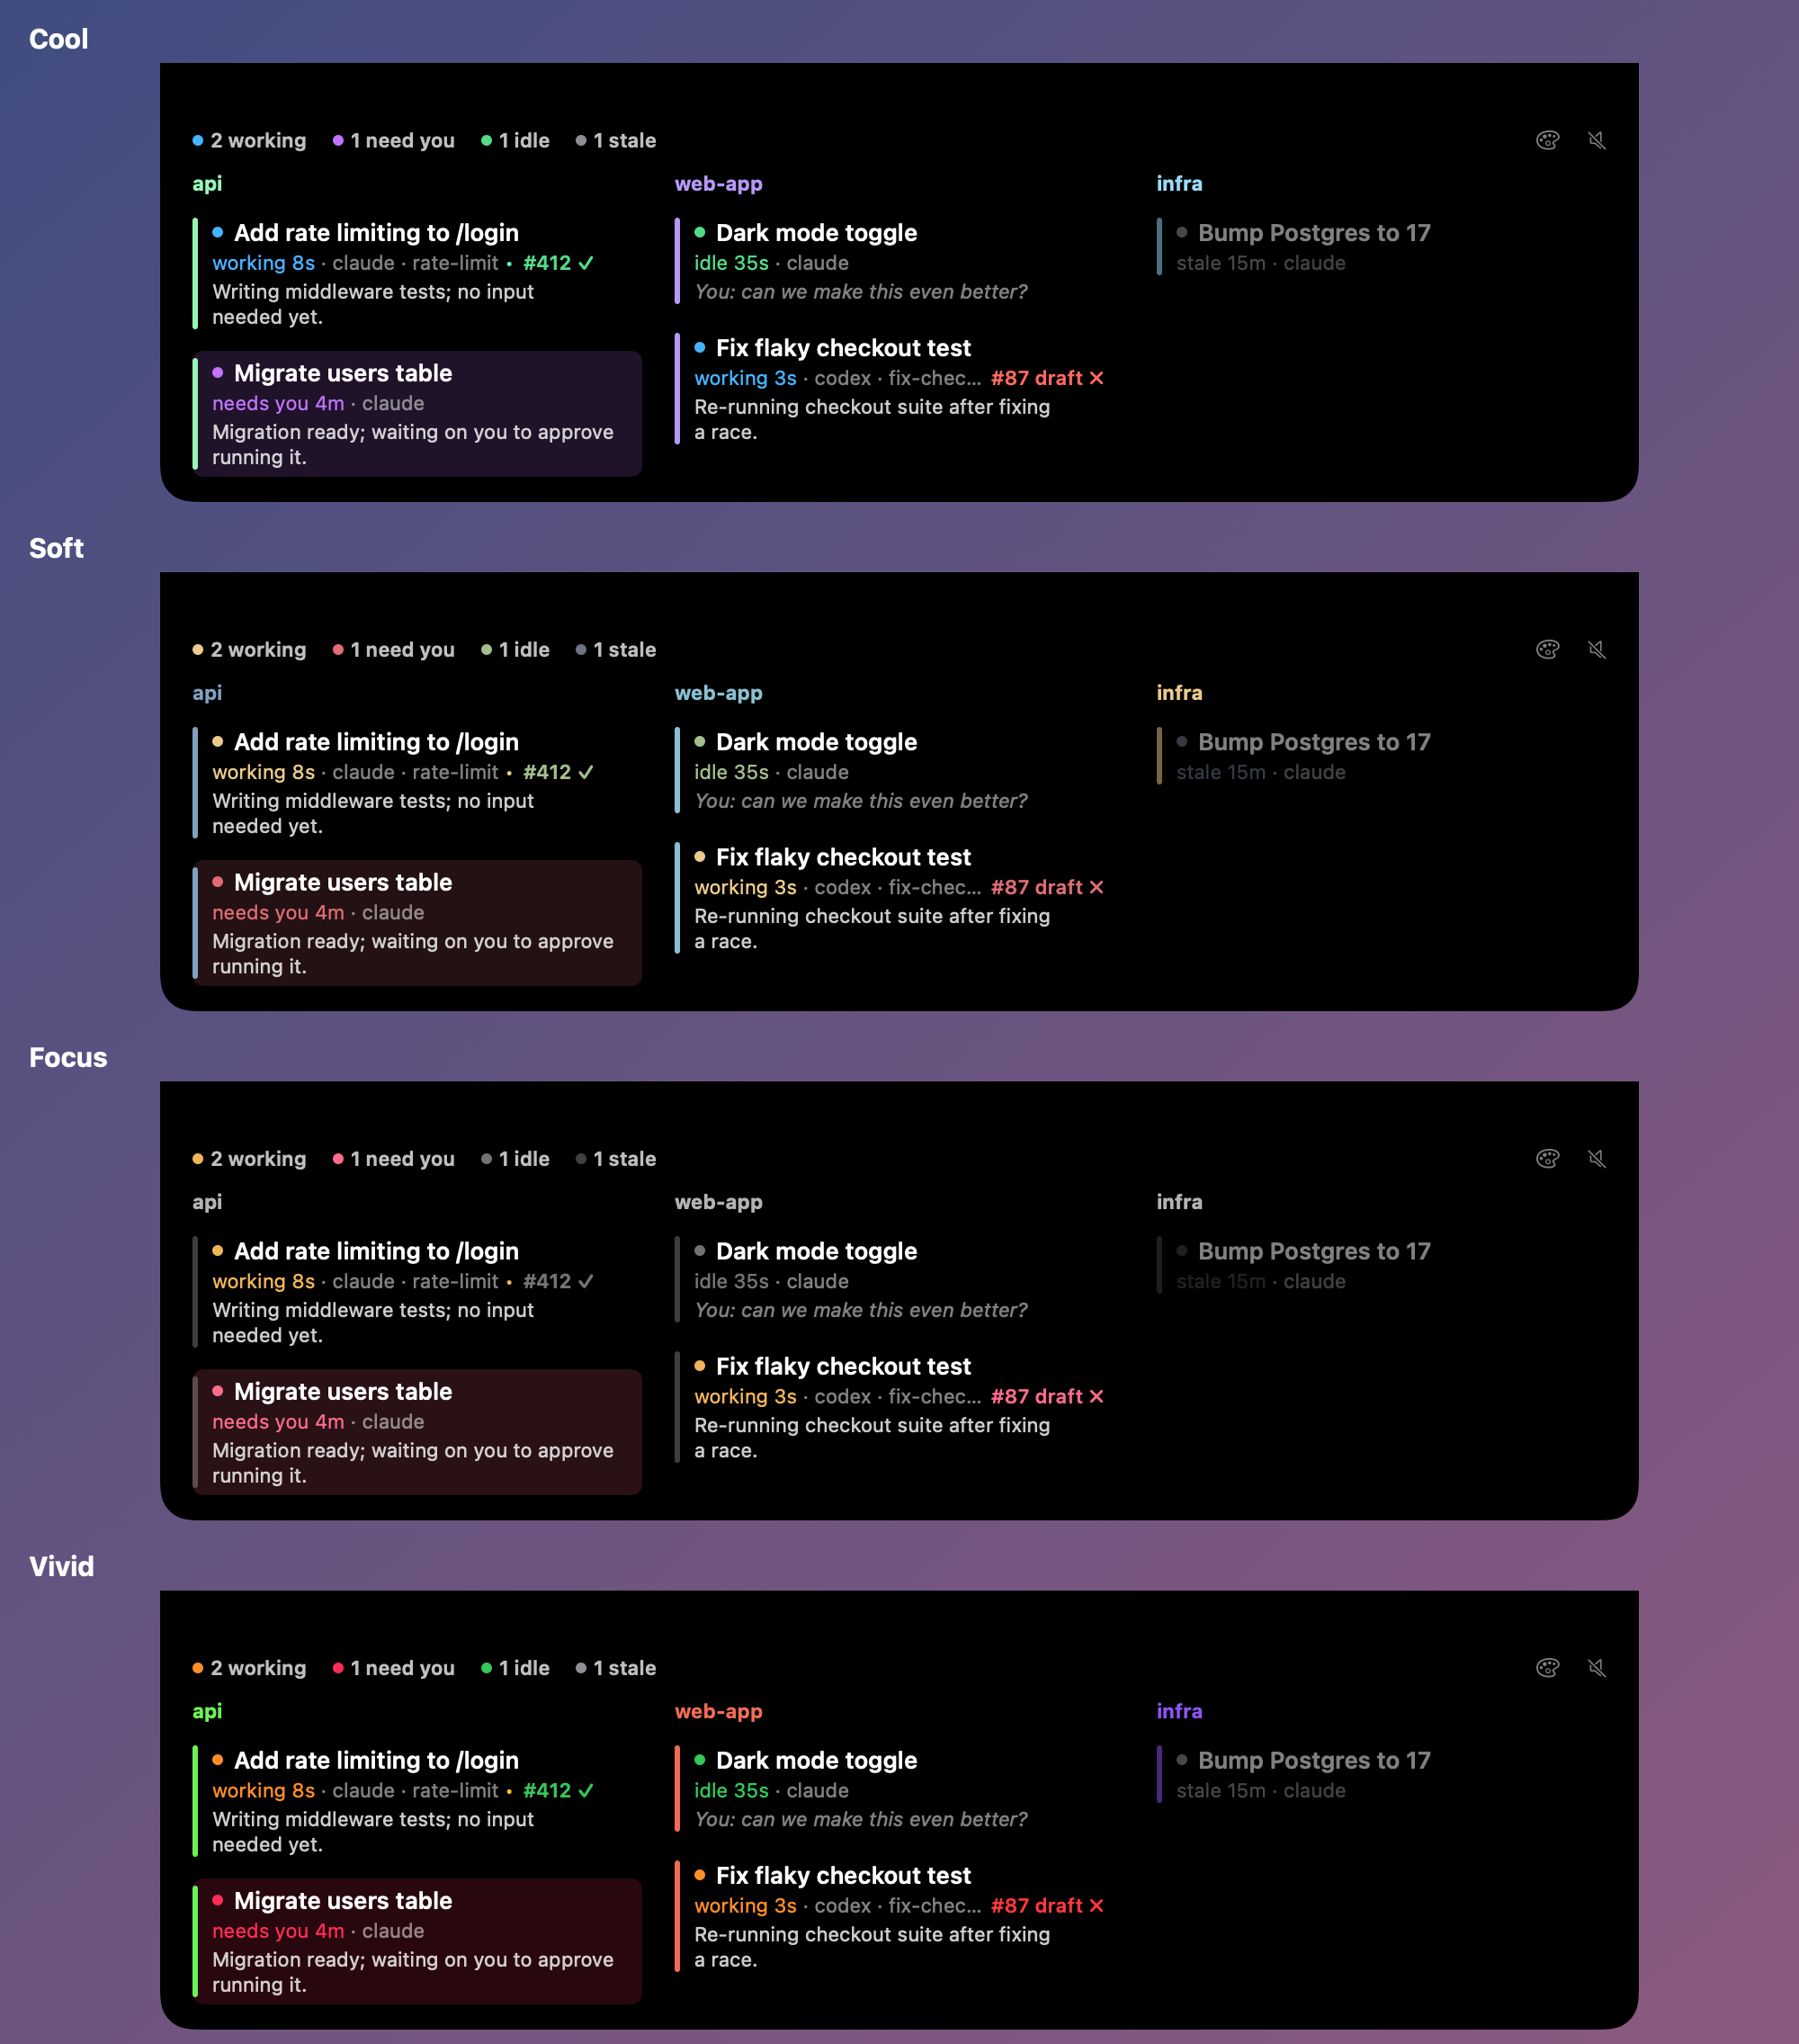 Cool
2 working 1 need you 1 idle 1 stale
api
Add rate limiting to /login
working 8s · claude · rate-limit • #412 ✓
Writing middleware tests; no input
needed yet.
Migrate users table
needs you 4m · claude
Migration ready; waiting on you to approve
running it.
web-app
Dark mode toggle
idle 35s · claude
You: can we make this even better?
Fix flaky checkout test
working 3s · codex · fix-chec... #87 draft ✕
Re-running checkout suite after fixing
a race.
infra
Bump Postgres to 17
stale 15m · claude
Soft
2 working 1 need you 1 idle 1 stale
api
Add rate limiting to /login
working 8s · claude · rate-limit • #412 ✓
Writing middleware tests; no input
needed yet.
Migrate users table
needs you 4m · claude
Migration ready; waiting on you to approve
running it.
web-app
Dark mode toggle
idle 35s · claude
You: can we make this even better?
Fix flaky checkout test
working 3s · codex · fix-chec... #87 draft ✕
Re-running checkout suite after fixing
a race.
infra
Bump Postgres to 17
stale 15m · claude
Focus
2 working 1 need you 1 idle 1 stale
api
Add rate limiting to /login
working 8s · claude · rate-limit • #412 ✓
Writing middleware tests; no input
needed yet.
Migrate users table
needs you 4m · claude
Migration ready; waiting on you to approve
running it.
web-app
Dark mode toggle
idle 35s · claude
You: can we make this even better?
Fix flaky checkout test
working 3s · codex · fix-chec... #87 draft ✕
Re-running checkout suite after fixing
a race.
infra
Bump Postgres to 17
stale 15m · claude
Vivid
2 working 1 need you 1 idle 1 stale
api
Add rate limiting to /login
working 8s · claude · rate-limit • #412 ✓
Writing middleware tests; no input
needed yet.
Migrate users table
needs you 4m · claude
Migration ready; waiting on you to approve
running it.
web-app
Dark mode toggle
idle 35s · claude
You: can we make this even better?
Fix flaky checkout test
working 3s · codex · fix-chec... #87 draft ✕
Re-running checkout suite after fixing
a race.
infra
Bump Postgres to 17
stale 15m · claude